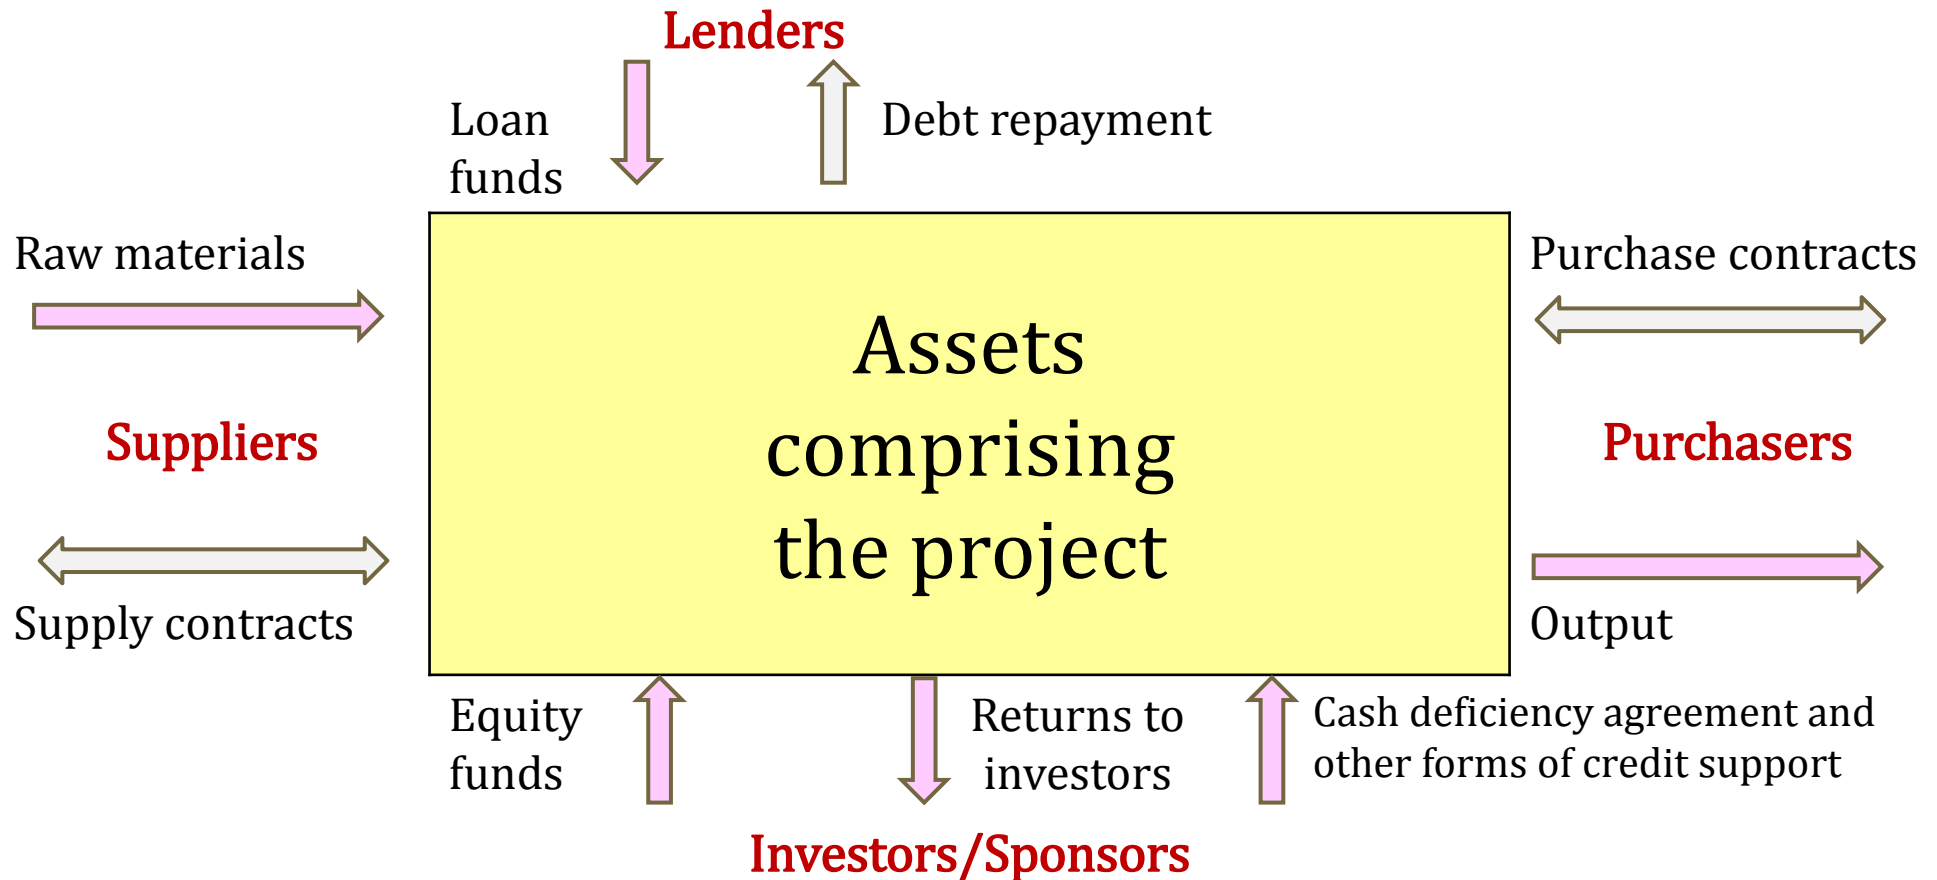 Lenders
Loan
funds
Debt repayment
Raw materials
Purchase contracts
Assets
comprising
the project
Suppliers
Purchasers
Supply contracts
Output
Equity
funds
Returns to
investors
Cash deficiency agreement and
other forms of credit support
Investors/Sponsors